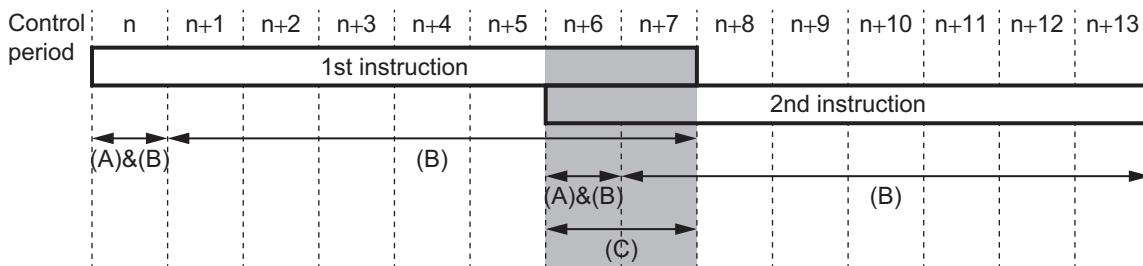 Control period
n n+1 n+2 n+3 n+4 n+5 n+6 n+7 n+8 n+9 n+10 n+11 n+12 n+13
1st instruction
2nd instruction
(A)&(B) (B)
(A)&(B) (B)
(C)